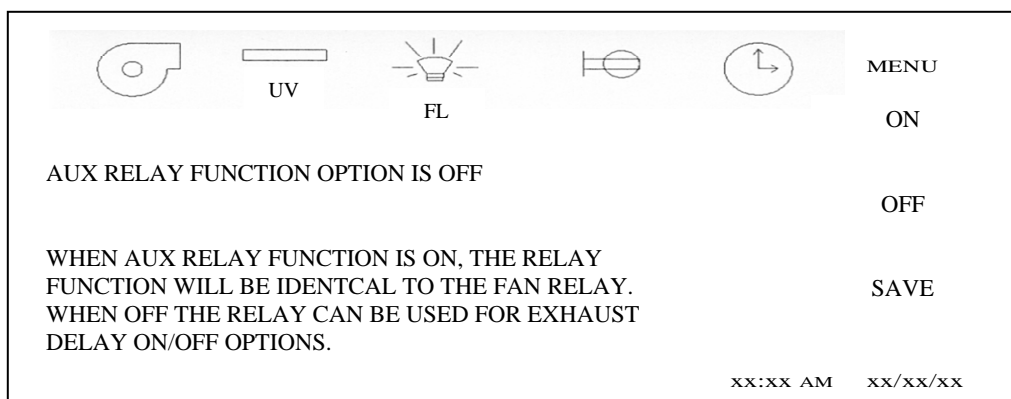 UV
FL
MENU
ON
AUX RELAY FUNCTION OPTION IS OFF
OFF
WHEN AUX RELAY FUNCTION IS ON, THE RELAY
FUNCTION WILL BE IDENTCAL TO THE FAN RELAY.
WHEN OFF THE RELAY CAN BE USED FOR EXHAUST
DELAY ON/OFF OPTIONS.
SAVE
XX:XX AM XX/XX/XX